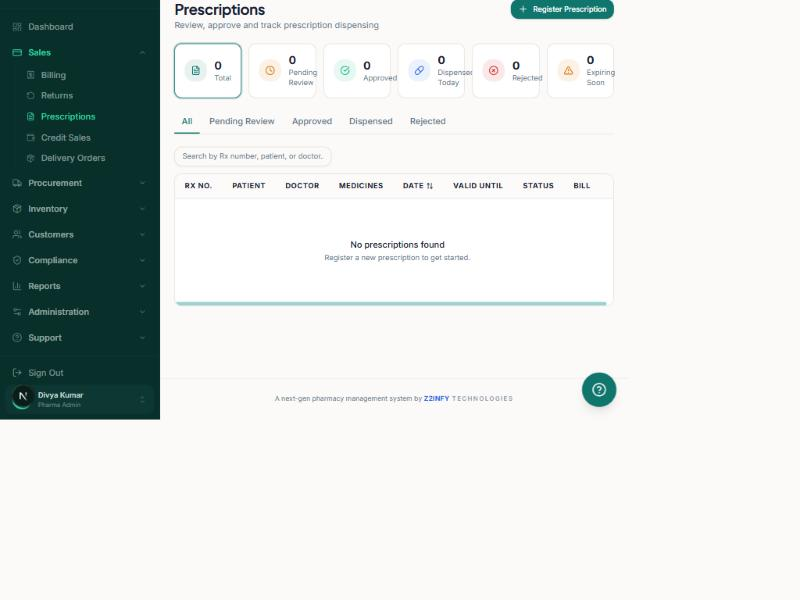 Prescriptions
Register Prescription
Review, approve and track prescription dispensing
Dashboard
Sales
Billing
Returns
Prescriptions
Credit Sales
Delivery Orders
Procurement
Inventory
Customers
Compliance
Reports
Administration
Support
Sign Out
N
Divya Kumar
Pharma Admin
0
Total
0
Pending
Review
0
Approved
0
Dispensed
Today
0
Rejected
0
Expiring
Soon
All Pending Review Approved Dispensed Rejected
Search by Rx number, patient, or doctor.
RX NO. PATIENT DOCTOR MEDICINES DATE VALID UNTIL STATUS BILL
No prescriptions found
Register a new prescription to get started.
A next-gen pharmacy management system by ZZINFY TECHNOLOGIES